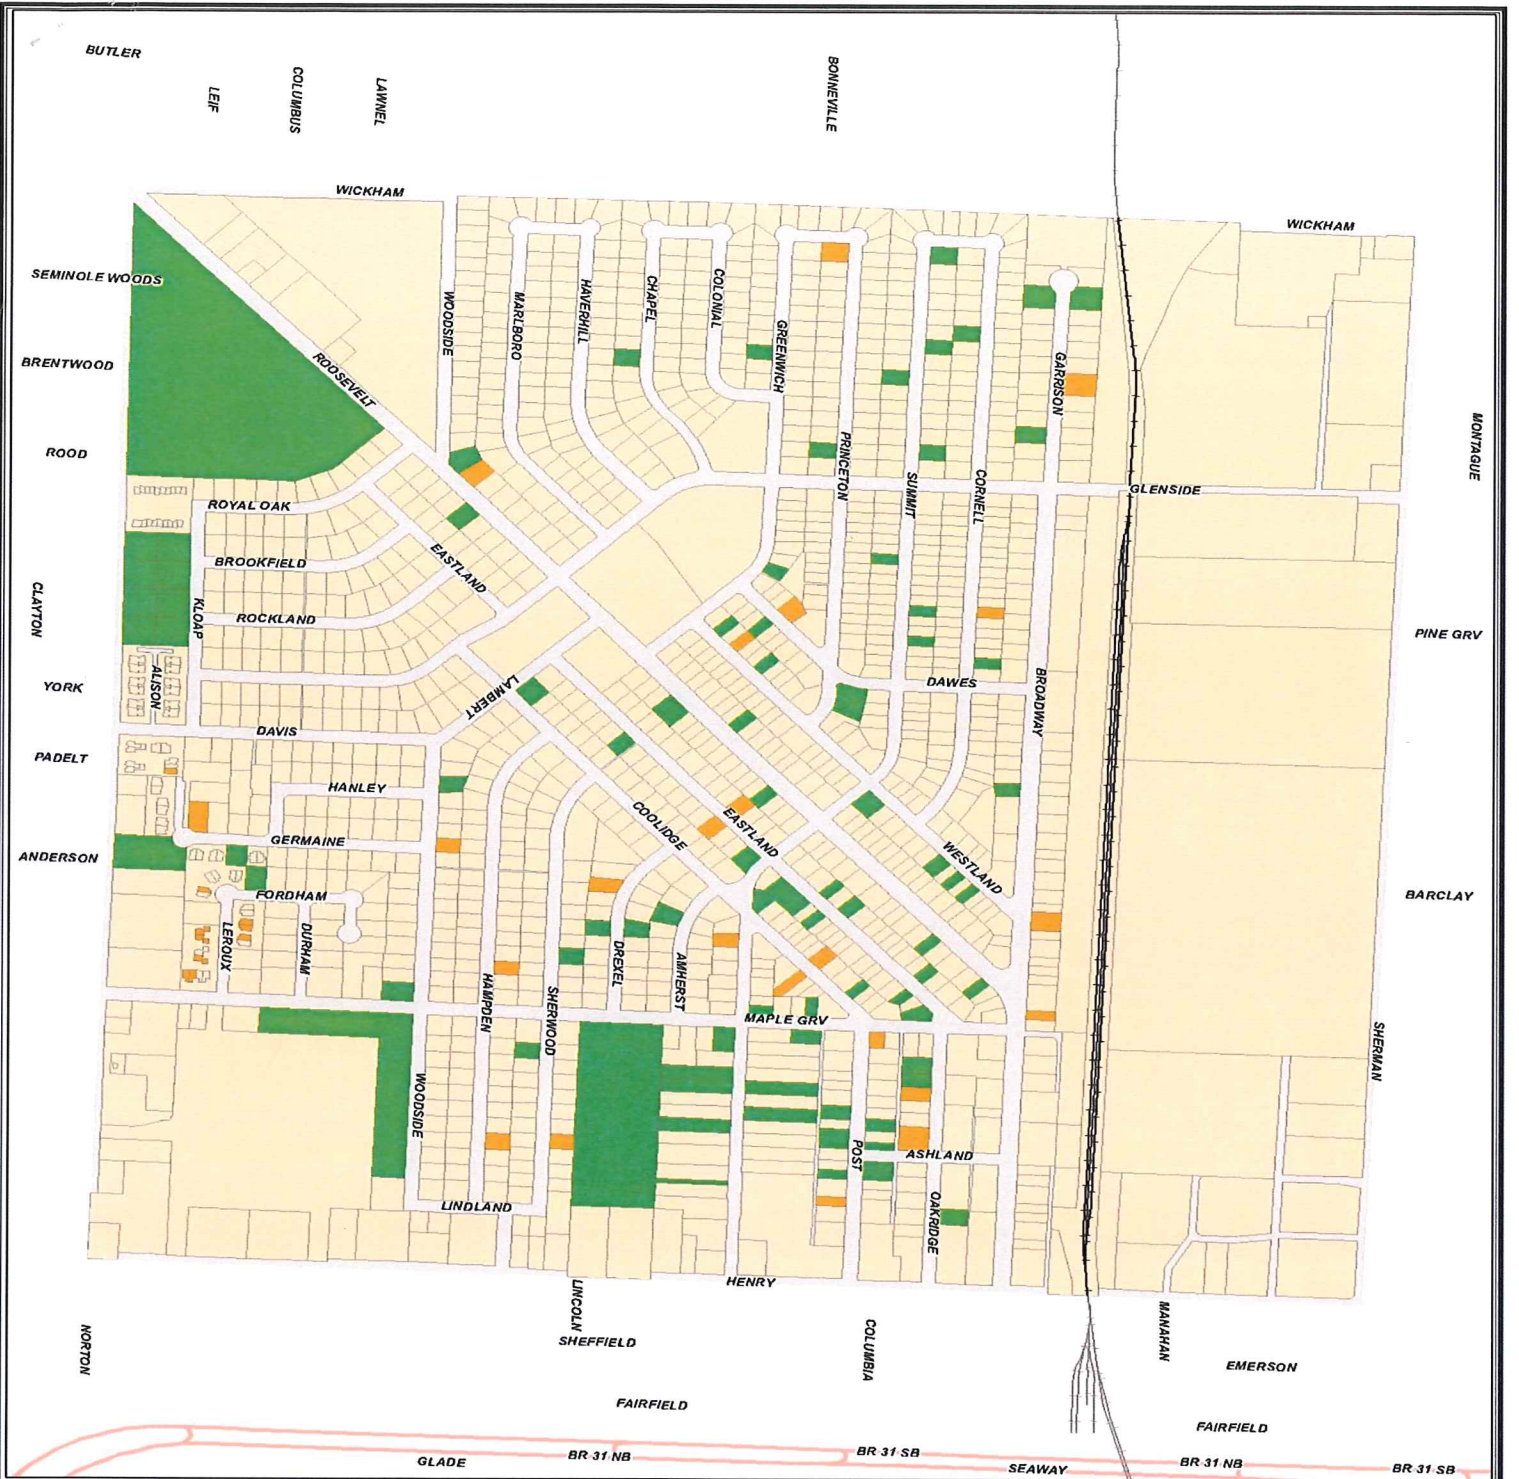 BUTLER
LEIF
COLUMBUS
LAWNEL
BONNEVILLE
WICKHAM
WICKHAM
SEMINOLE WOODS
BRENTWOOD
ROOD
ROOSEVELT
WOODSIDE
MARLBORO
HAVERHILL
CHAPEL
COLONIAL
GREENWICH
PRINCETON
SUMMIT
CORNELL
GARRISON
MONTAGUE
GLENSIDE
ROYAL OAK
BROOKFIELD
EASTLAND
ROCKLAND
KLOAP
CLAYTON
PINE GRV
YORK
ALISON
LAMBERT
DAWES
BROADWAY
DAVIS
PADELT
HANLEY
COOLIDGE
EASTLAND
GERMAINE
ANDERSON
WESTLAND
FORDHAM
BARCLAY
LEROUX
DURHAM
HAMPDEN
SHERWOOD
DREXEL
AMHERST
MAPLE GRV
SHERMAN
WOODSIDE
POST
ASHLAND
OAKRIDGE
LINDLAND
HENRY
LINCOLN
SHEFFIELD
NORTON
COLUMBIA
MANAHAN
EMERSON
FAIRFIELD
FAIRFIELD
BR 31 NB
BR 31 SB
GLADE
SEAWAY
BR 31 NB
BR 31 SB